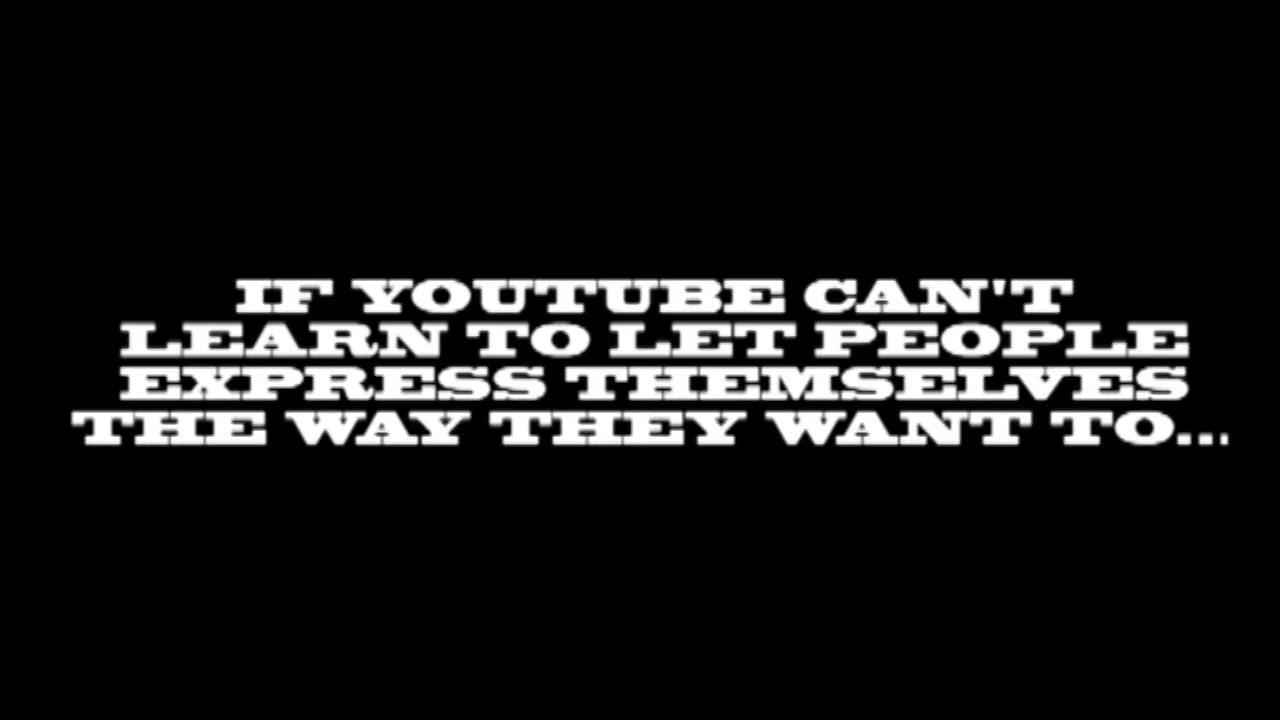 IF YOUTUBE CAN'T
LEARN TO LET PEOPLE
EXPRESS THEMSELVES
THE WAY THEY WANT TO...